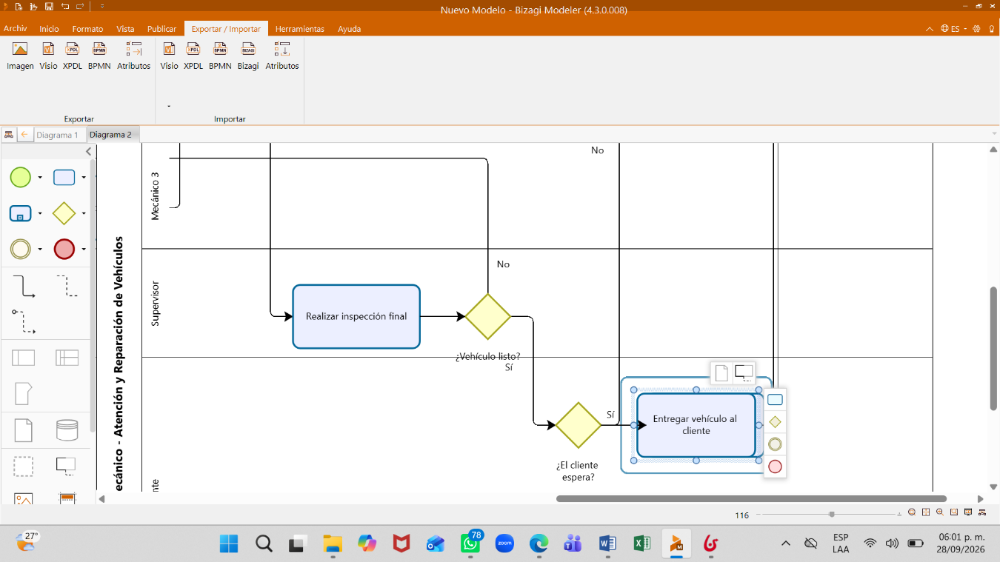 Nuevo Modelo - Bizagi Modeler (4.3.0.008)
Archiv Inicio Formato Vista Publicar Exportar / Importar Herramientas Ayuda
ES
Imagen Visio XPDL BPMN Atributos Visio XPDL BPMN Bizagi Atributos
Exportar Importar
Diagrama 1 Diagrama 2
No
Mecánico 3
No
Supervisor
Realizar inspección final
¿Vehículo listo?
Sí
ecánico - Atención y Reparación de Vehículos
Sí
Entregar vehículo al
cliente
¿El cliente
espera?
nte
116
27°
78
zoom
ESP
LAA
06:01 p. m.
28/09/2026